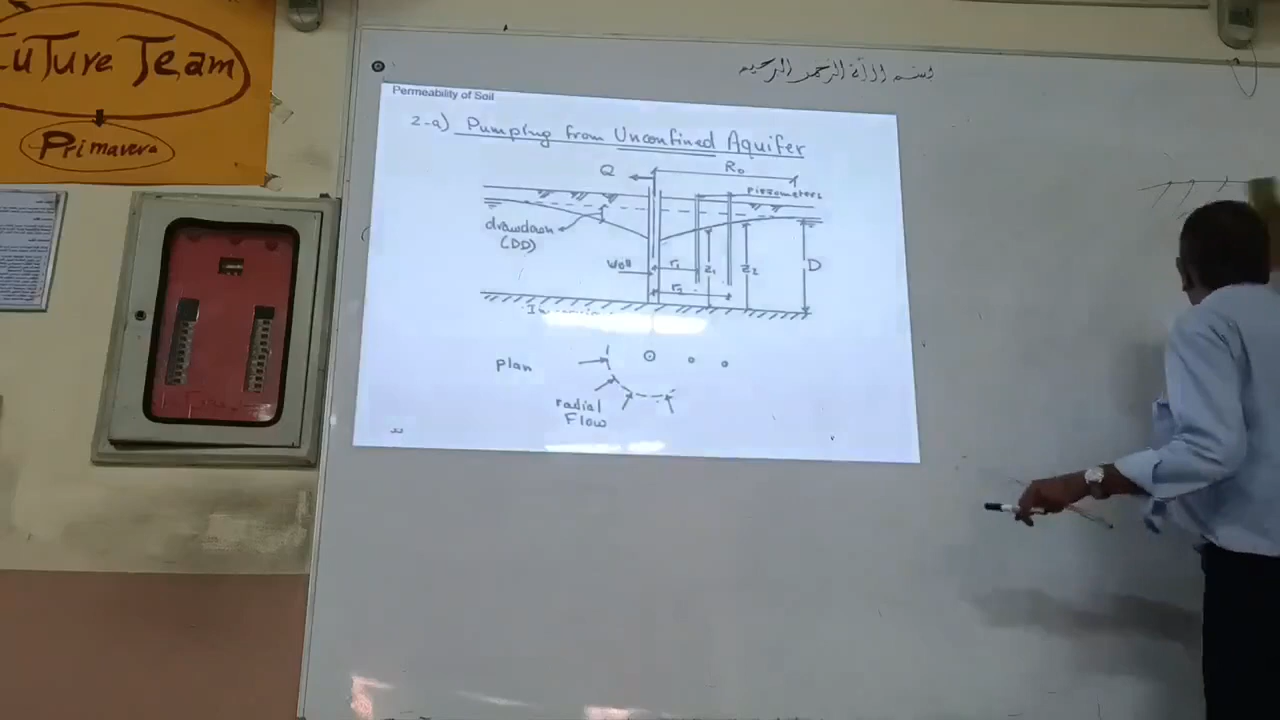 Future Team
Primavera
بسم الله الرحمن الرحيم
Permeability of Soil
2-a) Pumping from Unconfined Aquifer
Q
R₀
Piezometers
drawdown
(DD)
Well
r₁
z₁
z₂
D
r₂
plan
radial
Flow